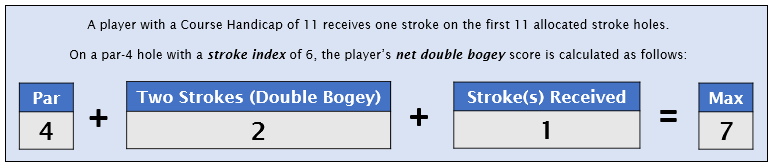 A player with a Course Handicap of 11 receives one stroke on the first 11 allocated stroke holes.
On a par-4 hole with a stroke index of 6, the player's net double bogey score is calculated as follows:
Par Two Strokes (Double Bogey) Stroke(s) Received Max
4 + 2 + 1 = 7